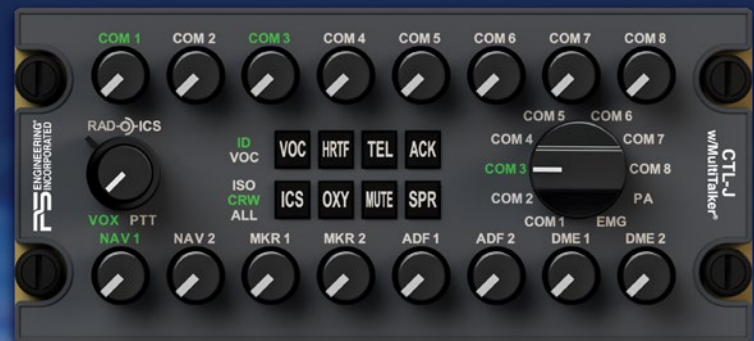 COM 1 COM 2 COM 3 COM 4 COM 5 COM 6 COM 7 COM 8
PS ENGINEERING INCORPORATED®
RAD ICS
VOX PTT
ID
VOC
ISO
CRW
ALL
VOC HRTF TEL ACK
ICS OXY MUTE SPR
COM 5 COM 6
COM 4 COM 7
COM 3 COM 8
COM 2 PA
COM 1 EMG
CTL-J
w/MultiTalker®
NAV 1 NAV 2 MKR 1 MKR 2 ADF 1 ADF 2 DME 1 DME 2